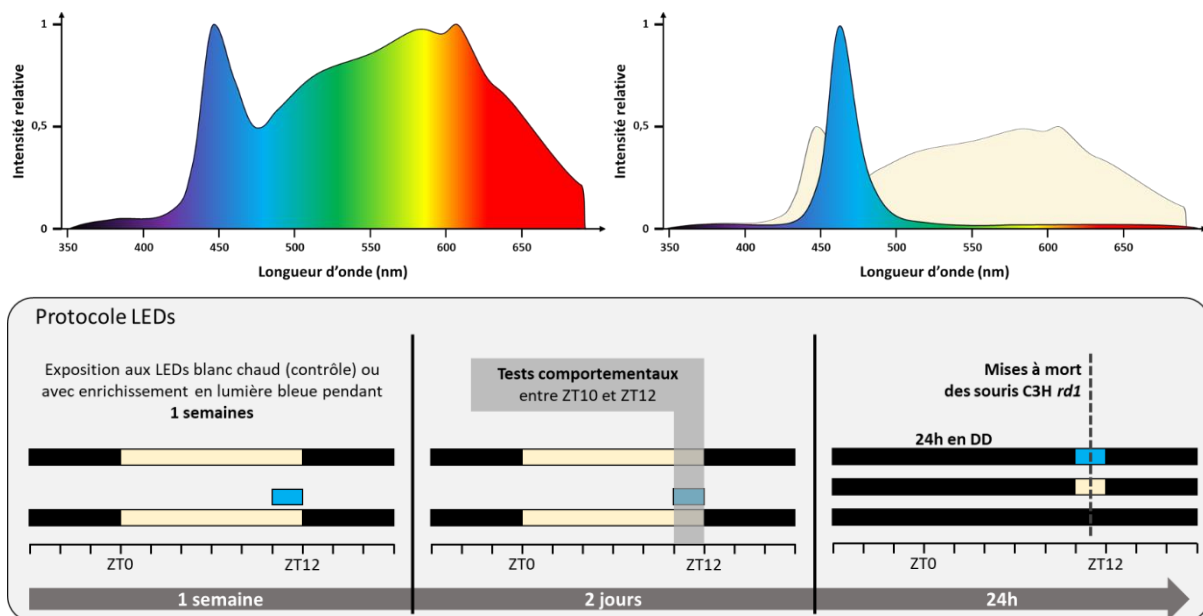 Intensité relative
1
0,5
0
350
400
450
500
550
600
650
Longueur d'onde (nm)
Intensité relative
1
0,5
0
350
400
450
500
550
600
650
Longueur d'onde (nm)
Protocole LEDs
Exposition aux LEDs blanc chaud (contrôle) ou
avec enrichissement en lumière bleue pendant
1 semaines
ZT0
ZT12
1 semaine
Tests comportementaux
entre ZT10 et ZT12
ZT0
ZT12
2 jours
Mises à mort
des souris C3H rd1
24h en DD
ZT0
ZT12
24h